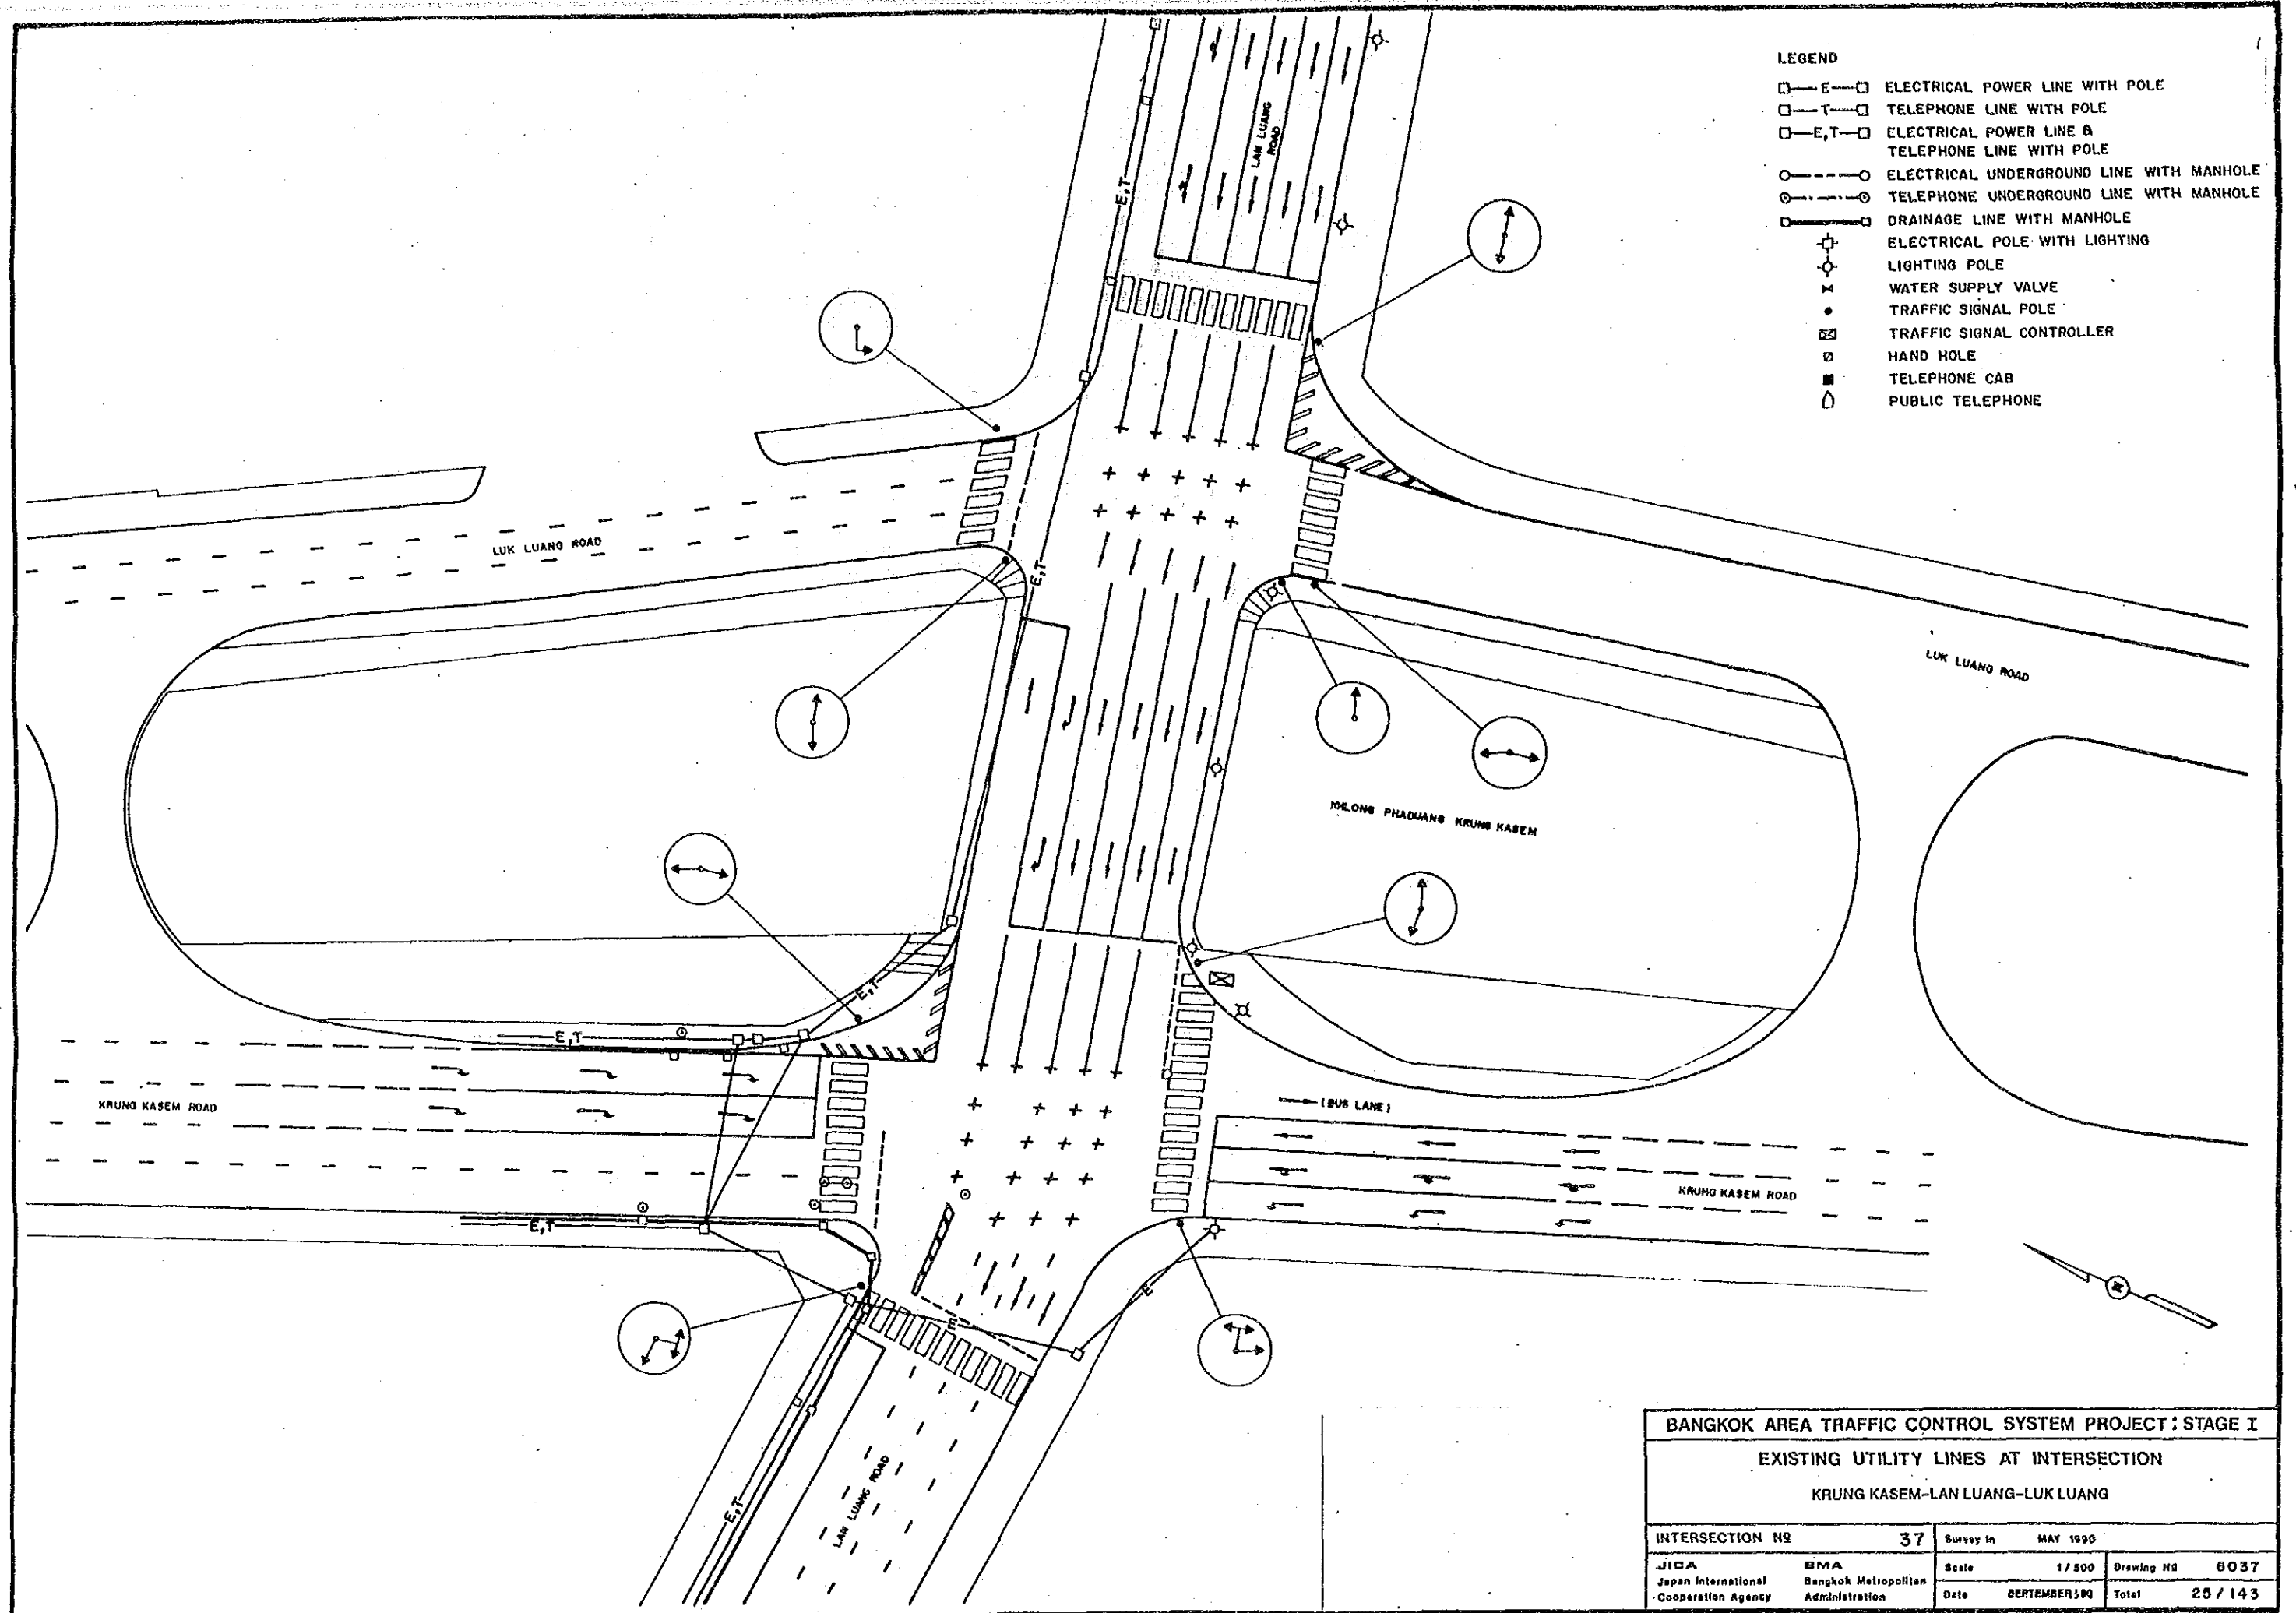 LEGEND
E ELECTRICAL POWER LINE WITH POLE
T TELEPHONE LINE WITH POLE
E,T ELECTRICAL POWER LINE &
TELEPHONE LINE WITH POLE
ELECTRICAL UNDERGROUND LINE WITH MANHOLE
TELEPHONE UNDERGROUND LINE WITH MANHOLE
DRAINAGE LINE WITH MANHOLE
ELECTRICAL POLE WITH LIGHTING
LIGHTING POLE
WATER SUPPLY VALVE
TRAFFIC SIGNAL POLE
TRAFFIC SIGNAL CONTROLLER
HAND HOLE
TELEPHONE CAB
PUBLIC TELEPHONE
LAN LUANG
ROAD
E,T
LUK LUANG ROAD
E,T
LUK LUANG ROAD
KHLONG PHADUANG KRUNG KASEM
E,T
E,T
KRUNG KASEM ROAD
(BUS LANE)
KRUNG KASEM ROAD
E,T
E
E
N
E,T
LAN LUANG ROAD
BANGKOK AREA TRAFFIC CONTROL SYSTEM PROJECT: STAGE I
EXISTING UTILITY LINES AT INTERSECTION
KRUNG KASEM-LAN LUANG-LUK LUANG
INTERSECTION Nº 37
Survey in MAY 1990
JICA
Japan International
Cooperation Agency
BMA
Bangkok Metropolitan
Administration
Scale 1/500
Drawing Nº 6037
Date SEPTEMBER,90
Total 25/143